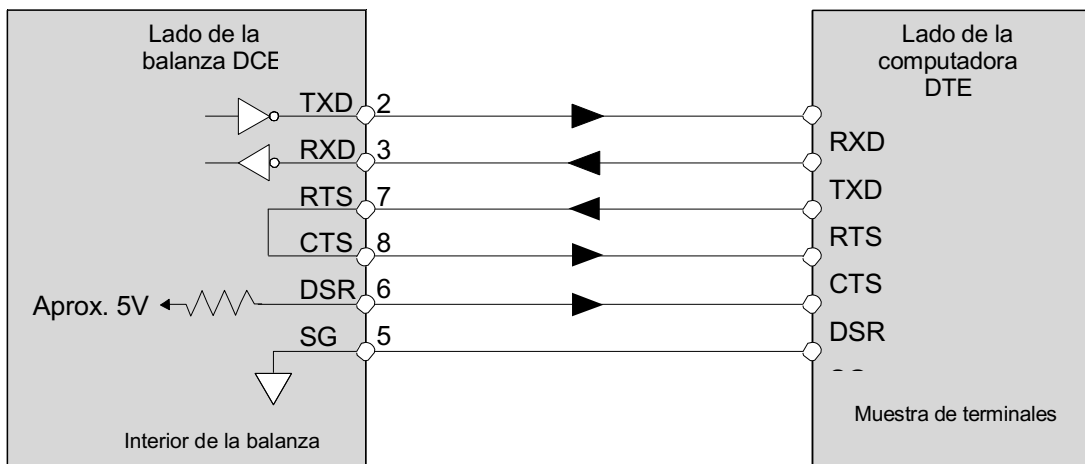 Lado de la
balanza DCE
TXD
2
RXD
3
RTS
7
CTS
8
DSR
6
Aprox. 5V
SG
5
Interior de la balanza
Lado de la
computadora
DTE
RXD
TXD
RTS
CTS
DSR
Muestra de terminales